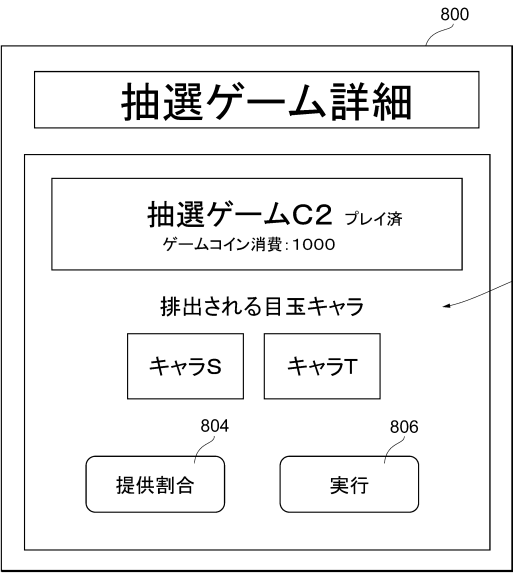 800
抽選ゲーム詳細
抽選ゲームC2 プレイ済
ゲームコイン消費:1000
排出される目玉キャラ
キャラS キャラT
804 806
提供割合 実行